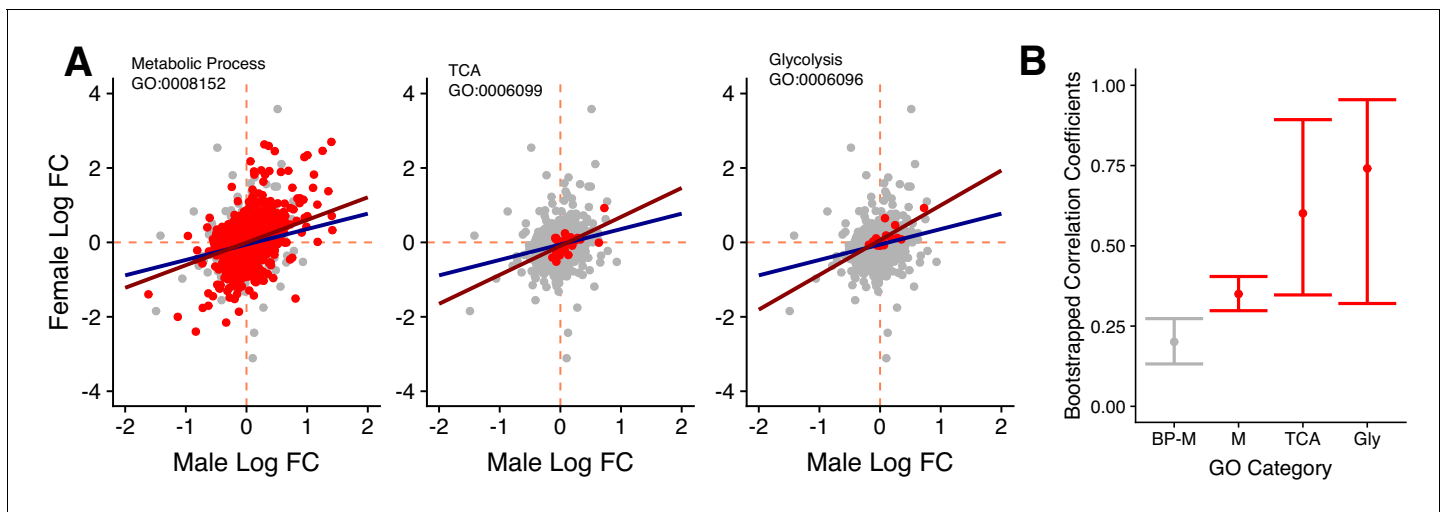 A
Metabolic Process
GO:0008152
TCA
GO:0006099
Glycolysis
GO:0006096
B
Female Log FC
4
2
0
-2
-4
-2 -1 0 1 2
Male Log FC
4
2
0
-2
-4
-2 -1 0 1 2
Male Log FC
4
2
0
-2
-4
-2 -1 0 1 2
Male Log FC
Bootstrapped Correlation Coefficients
1.00
0.75
0.50
0.25
0.00
BP-M M TCA Gly
GO Category